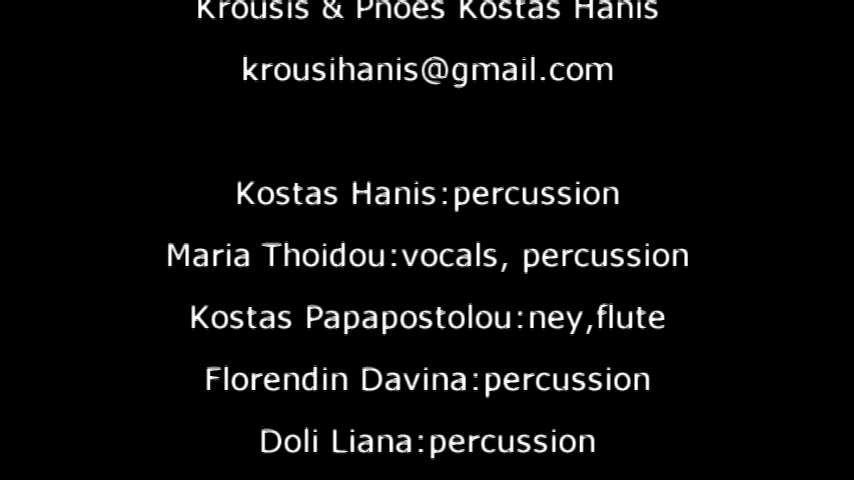 Krousis & Pnoes Kostas Hanis
krousihanis@gmail.com
Kostas Hanis:percussion
Maria Thoidou:vocals, percussion
Kostas Papapostolou:ney,flute
Florendin Davina:percussion
Doli Liana:percussion